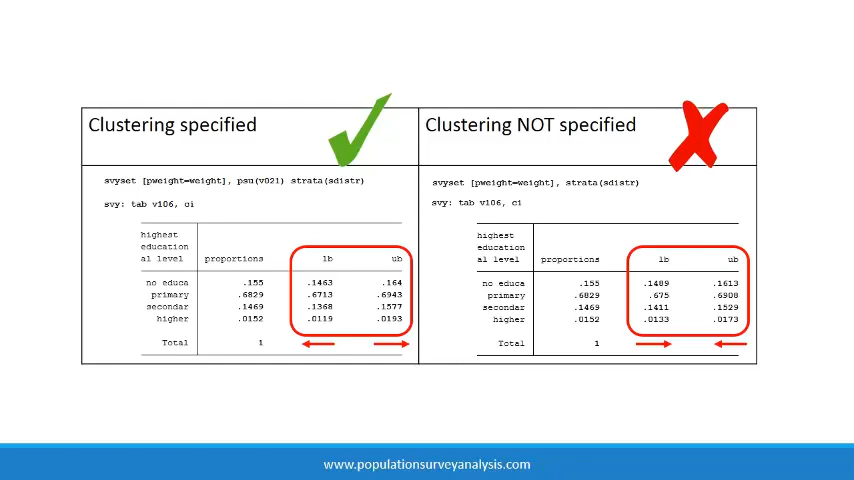 Clustering specified
svyset [pweight=weight], psu(v021) strata(sdistr)
svy: tab v106, ci
highest
education
al level proportions lb ub
no educa .155 .1463 .164
primary .6829 .6713 .6943
secondar .1469 .1368 .1577
higher .0152 .0119 .0193
Total 1
Clustering NOT specified
svyset [pweight=weight], strata(sdistr)
svy: tab v106, ci
highest
education
al level proportions lb ub
no educa .155 .1489 .1613
primary .6829 .675 .6908
secondar .1469 .1411 .1529
higher .0152 .0133 .0173
Total 1
www.populationsurveyanalysis.com